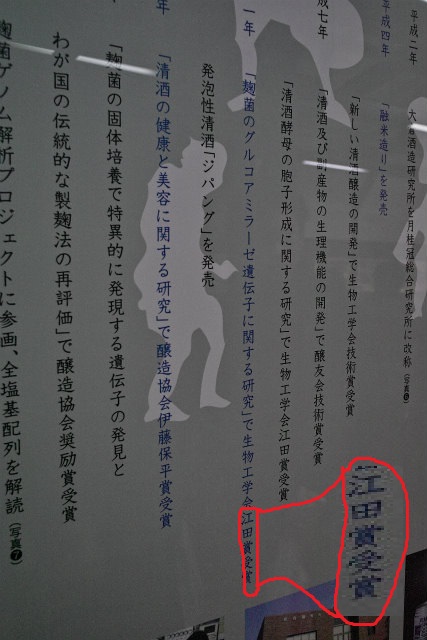 平成二年 大倉酒造研究所を月桂冠総合研究所に改称(写真
平成四年 「融米造り」を発売
「新しい清酒醸造の開発」で生物工学会技術賞受賞
成七年 「清酒及び副産物の生理機能の開発」で醸友会技術賞受賞
「清酒酵母の胞子形成に関する研究」で生物工学会江田賞受賞
一年 「麹菌のグルコアミラーゼ遺伝子に関する研究」で生物工学会江田賞受賞
発泡性清酒「ジパング」を発売
年 「清酒の健康と美容に関する研究」で醸造協会伊藤保平賞受賞
「麹菌の固体培養で特異的に発現する遺伝子の発見と
わが国の伝統的な製麹法の再評価」で醸造協会奨励賞受賞
麹菌ゲノム解析プロジェクトに参画、全塩基配列を解読(写真❼)
江田賞受賞